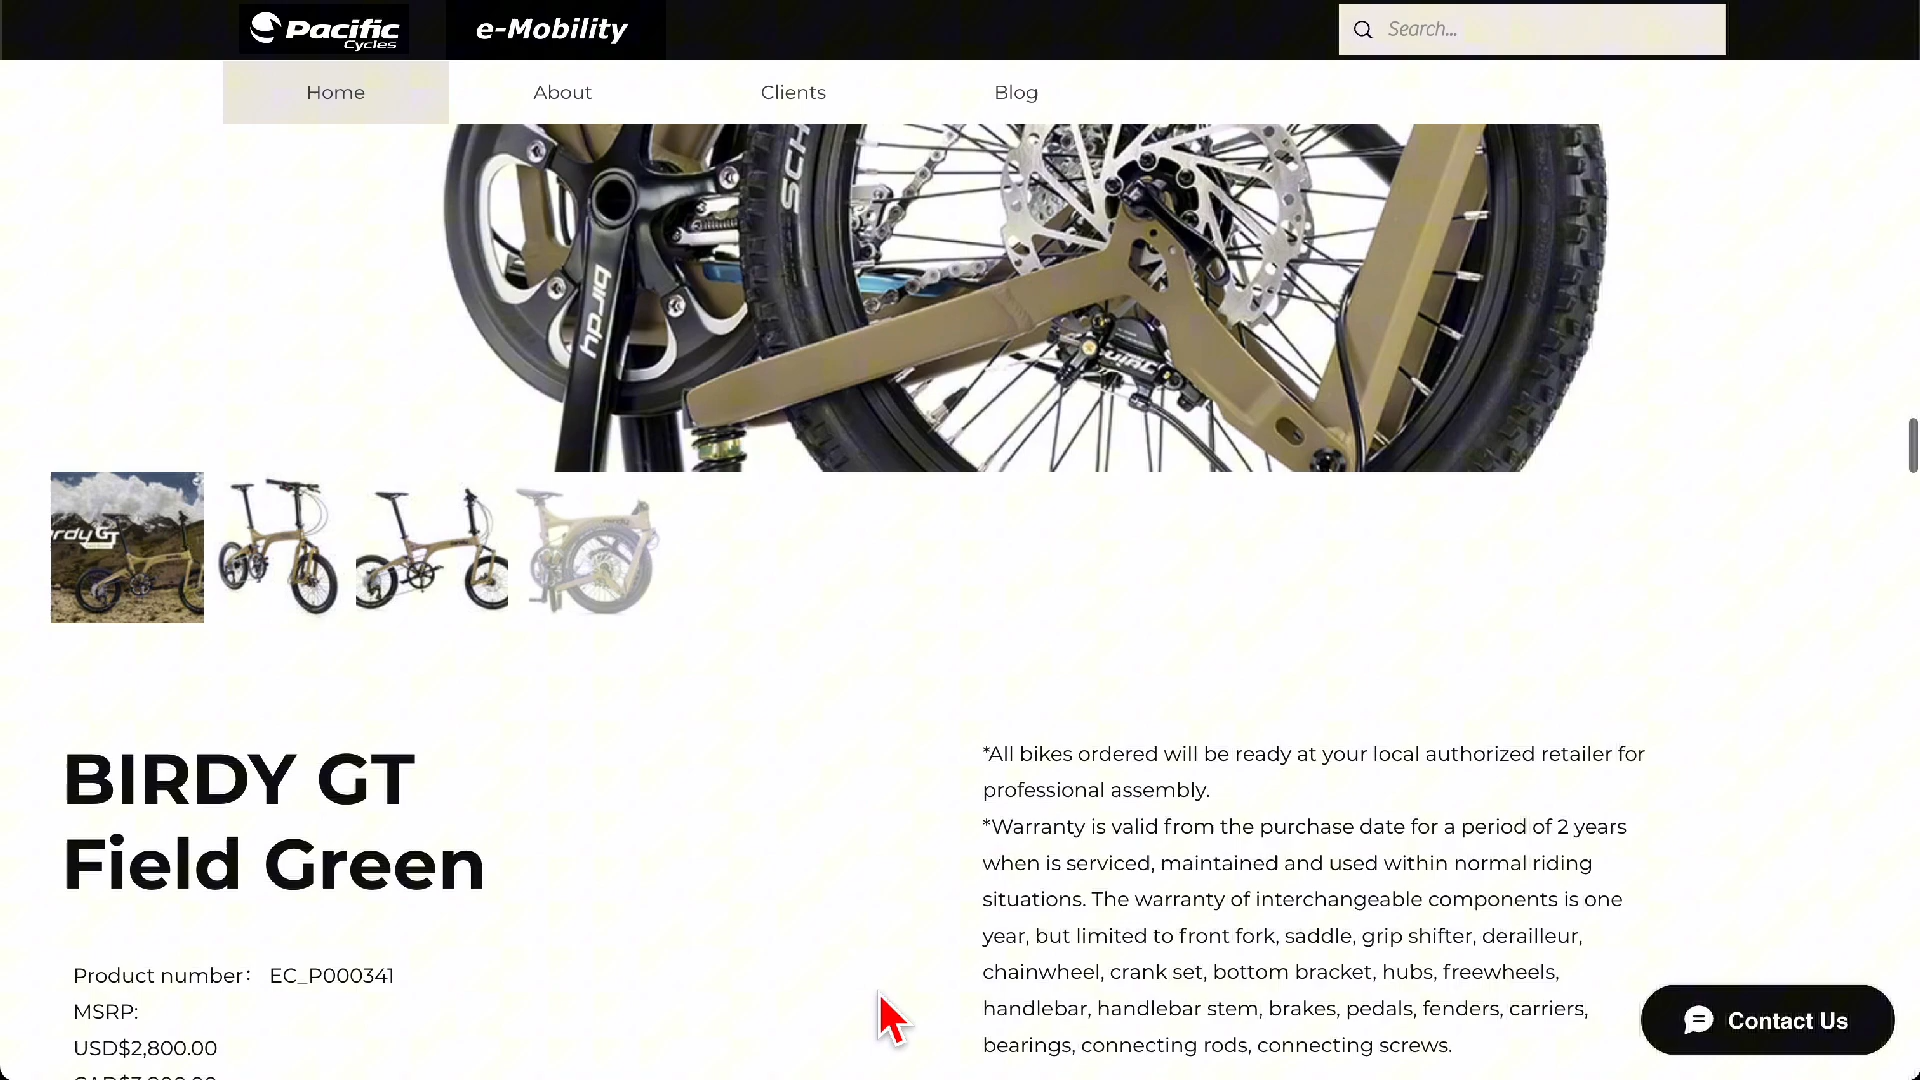 Pacific
Cycles
e-Mobility
Search...
Home
About
Clients
Blog
SCH
birdy
BIRDY GT
Field Green
Product number: EC_P000341
MSRP:
USD$2,800.00
*All bikes ordered will be ready at your local authorized retailer for
professional assembly.
*Warranty is valid from the purchase date for a period of 2 years
when is serviced, maintained and used within normal riding
situations. The warranty of interchangeable components is one
year, but limited to front fork, saddle, grip shifter, derailleur,
chainwheel, crank set, bottom bracket, hubs, freewheels,
handlebar, handlebar stem, brakes, pedals, fenders, carriers,
bearings, connecting rods, connecting screws.
Contact Us